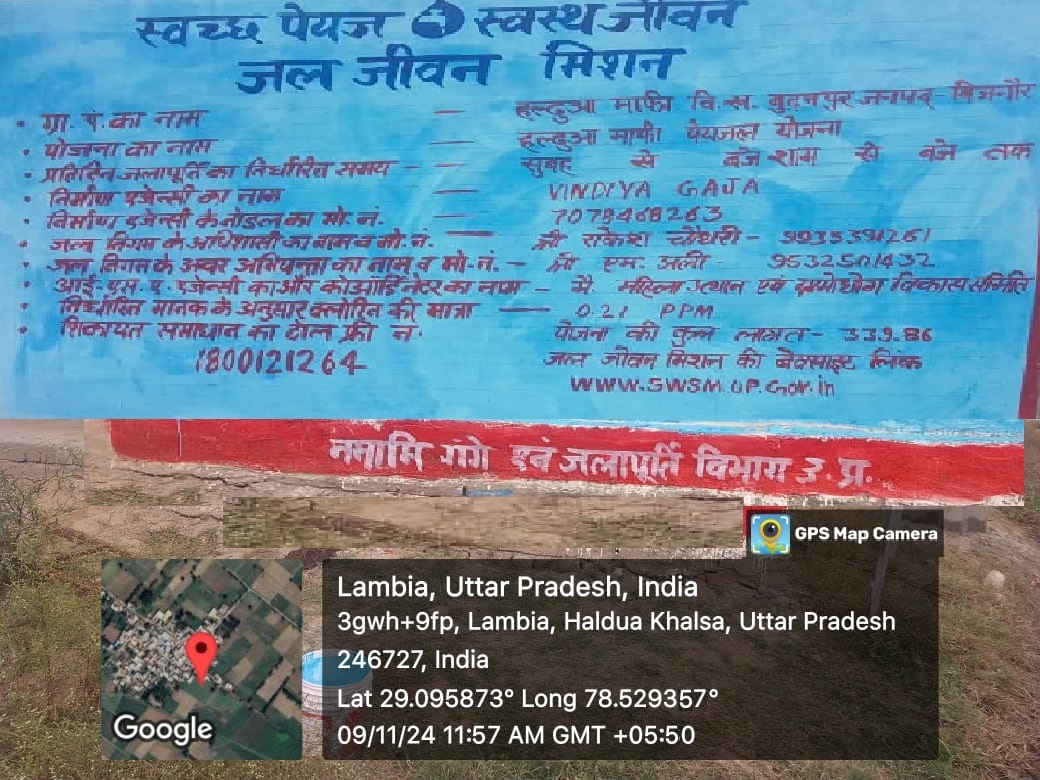 स्वच्छ पेयजल स्वस्थ जीवन
जल जीवन मिशन
• ग्रा. पं. का नाम — हल्दुआ माफी वि.स. बुढनपुर जनपद बिजनौर
• योजना का नाम — हल्दुआ माफी पेयजल योजना
• प्रतिदिन जलापूर्ति का निर्धारित समय — सुबह से बजे शाम से बजे तक
• निर्माण एजेन्सी का नाम — VINDIYA GAJA
• निर्माण एजेन्सी के नोडल का मो. नं. — 7079468263
• जल निगम के अधिशासी का नाम व मो. नं. — श्री राकेश चौधरी - 9935391261
• जल निगम के अवर अभियन्ता का नाम व मो. नं. — श्री एम. अली - 9532501432
• आई. एस. ए. एजेन्सी का और कोआर्डिनेटर का नाम — मै. महिला उत्थान एवं ग्रामोद्योग विकास समिति
• निर्धारित मानक के अनुसार क्लोरिन की मात्रा — 0.21 PPM
• शिकायत समाधान का टोल फ्री नं.
1800121264
योजना की कुल लागत - 339.86
जल जीवन मिशन की बेवसाइट लिंक
WWW.SWSM.UP.Gov.in
नमामि गंगे एवं जलापूर्ति विभाग उ.प्र.
GPS Map Camera
Lambia, Uttar Pradesh, India
3gwh+9fp, Lambia, Haldua Khalsa, Uttar Pradesh
246727, India
Lat 29.095873° Long 78.529357°
09/11/24 11:57 AM GMT +05:50
Google